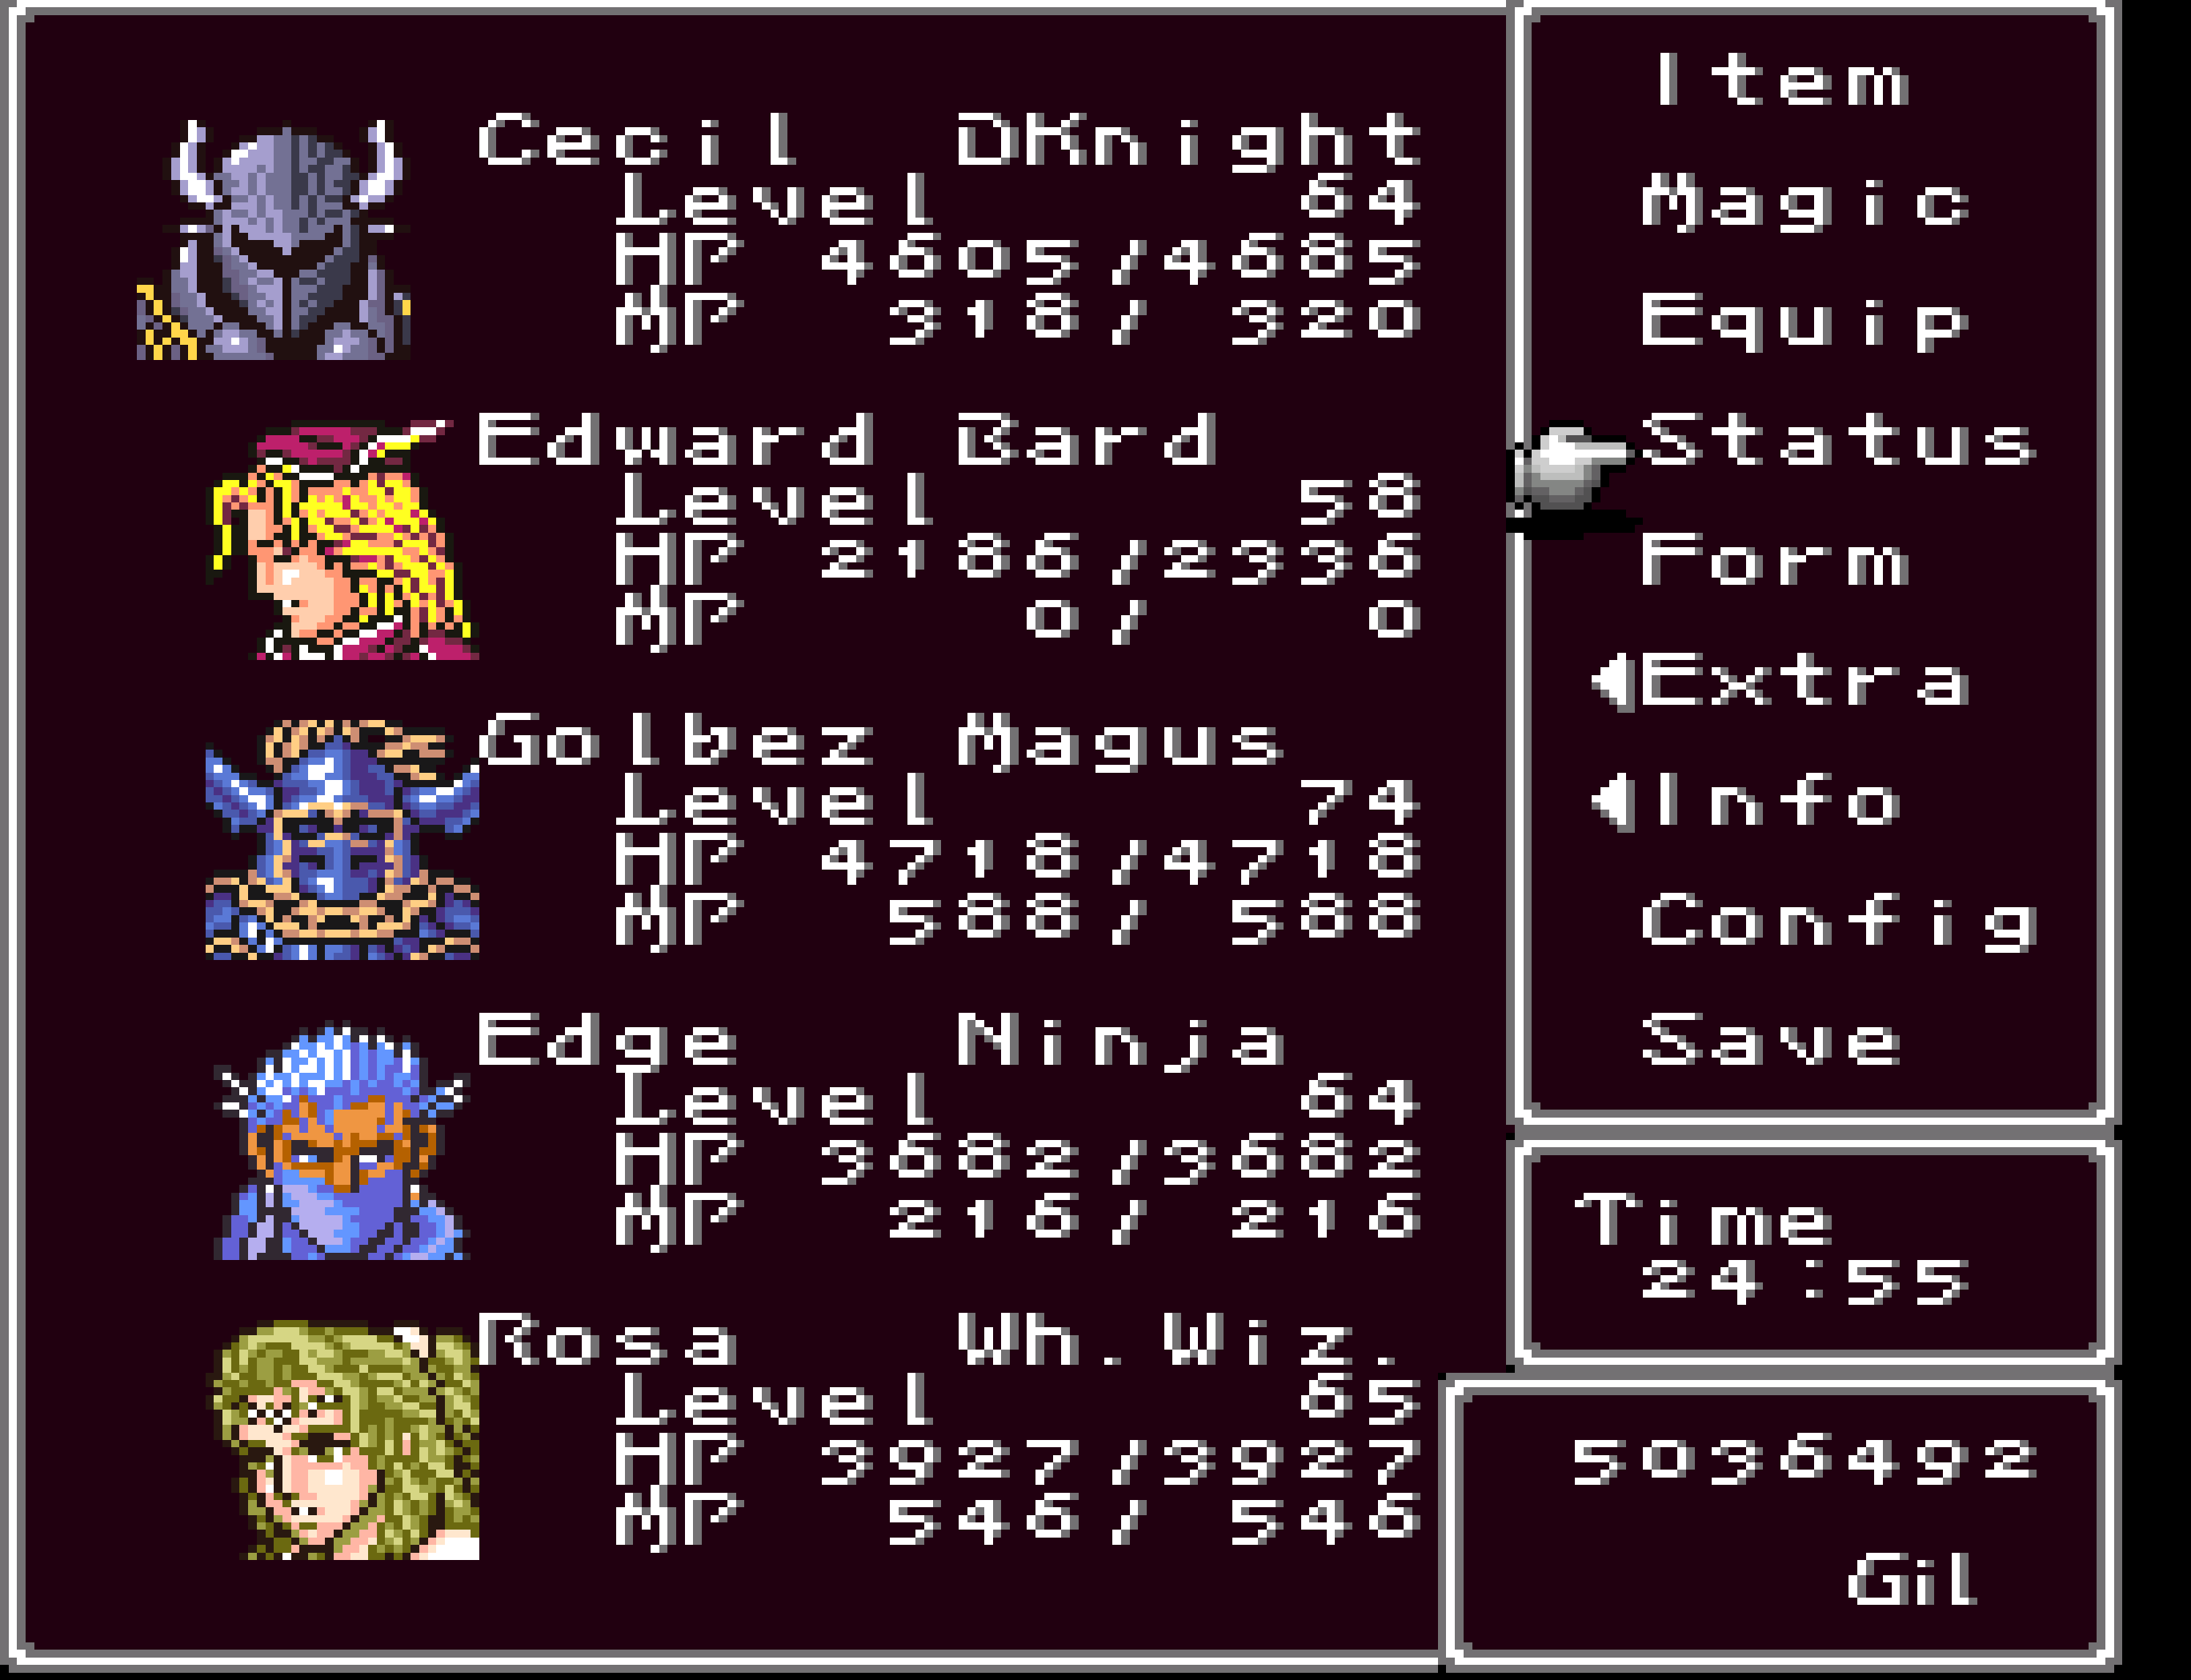 Cecil DKnight
Level 64
HP 4605/4685
MP 318/ 320
Edward Bard
Level 58
HP 2186/2336
MP 0/ 0
Golbez Magus
Level 74
HP 4718/4718
MP 588/ 588
Edge Ninja
Level 64
HP 3682/3682
MP 216/ 216
Rosa Wh.Wiz.
Level 65
HP 3927/3927
MP 546/ 546
Item
Magic
Equip
Status
Form
Extra
Info
Config
Save
Time
24:55
5036492
Gil